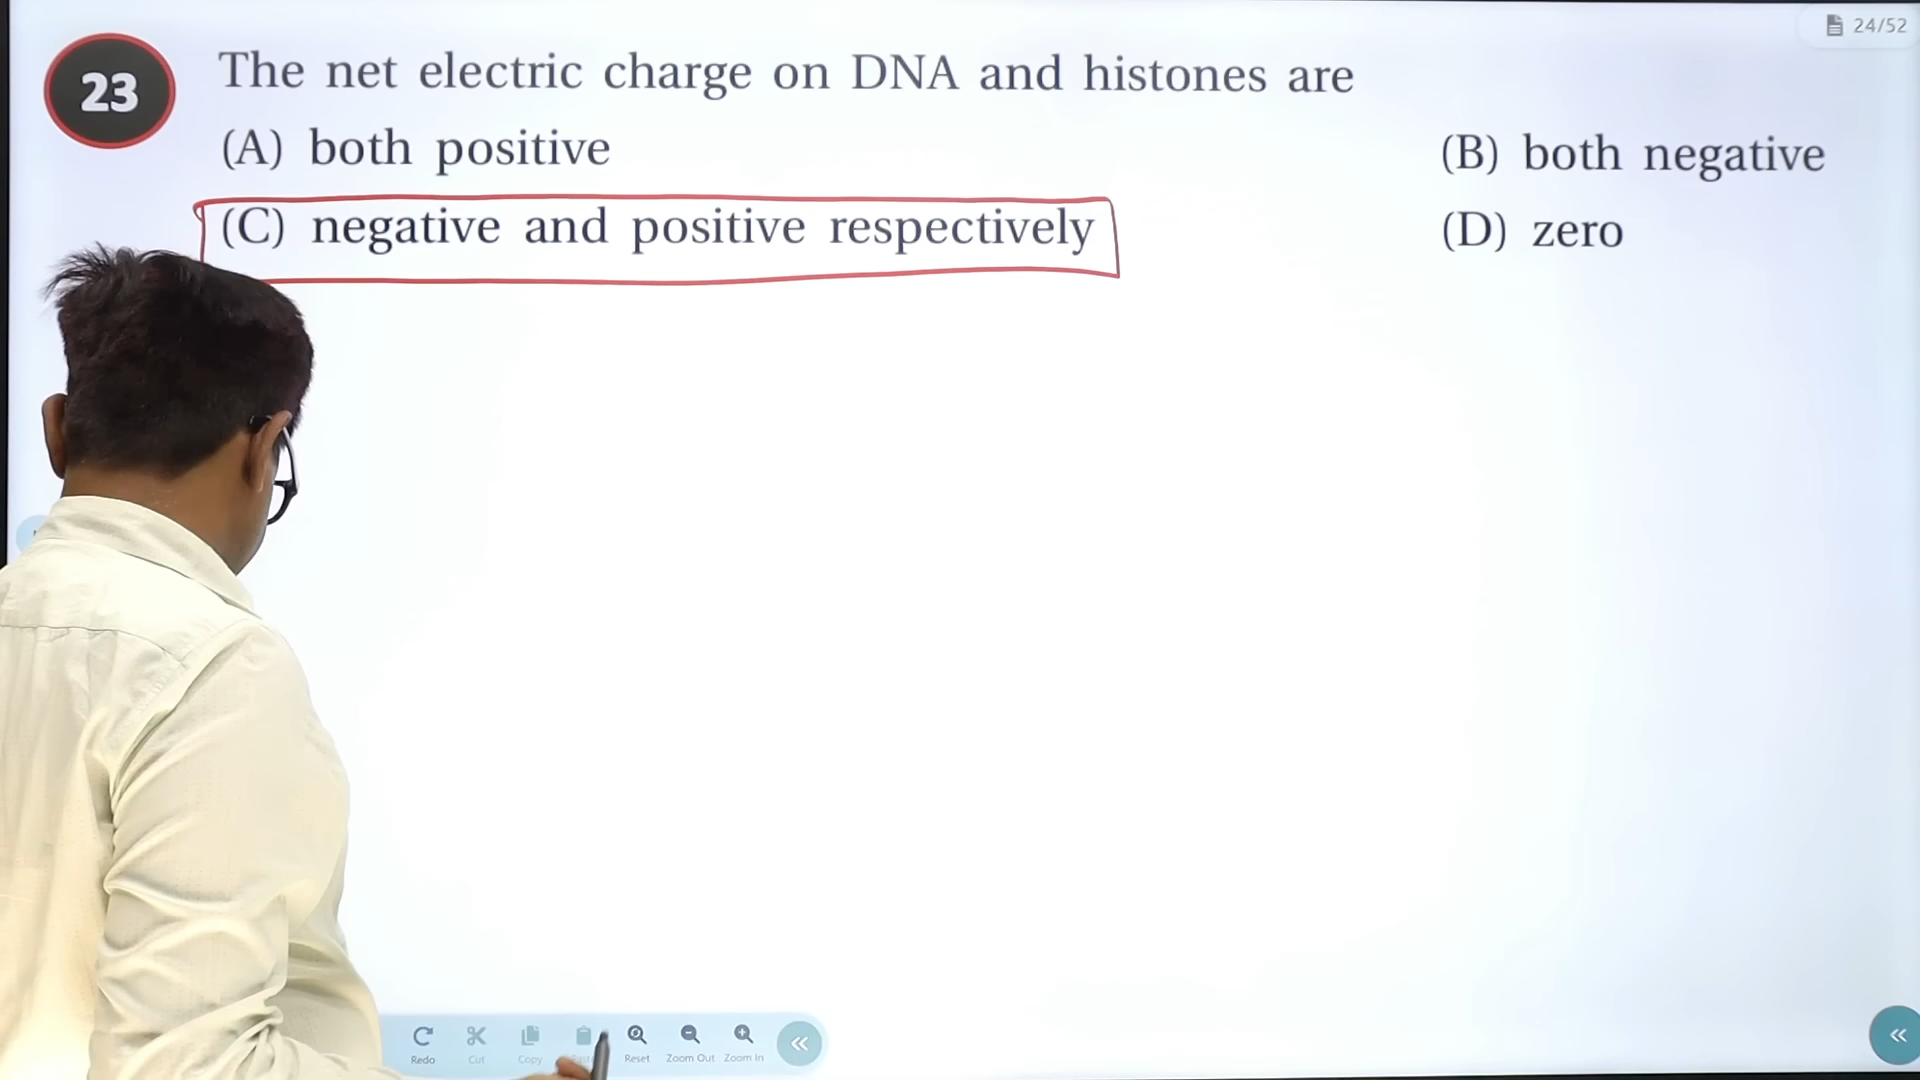 24/52
23 The net electric charge on DNA and histones are
(A) both positive (B) both negative
(C) negative and positive respectively (D) zero
Redo Cut Copy Reset Zoom Out Zoom In